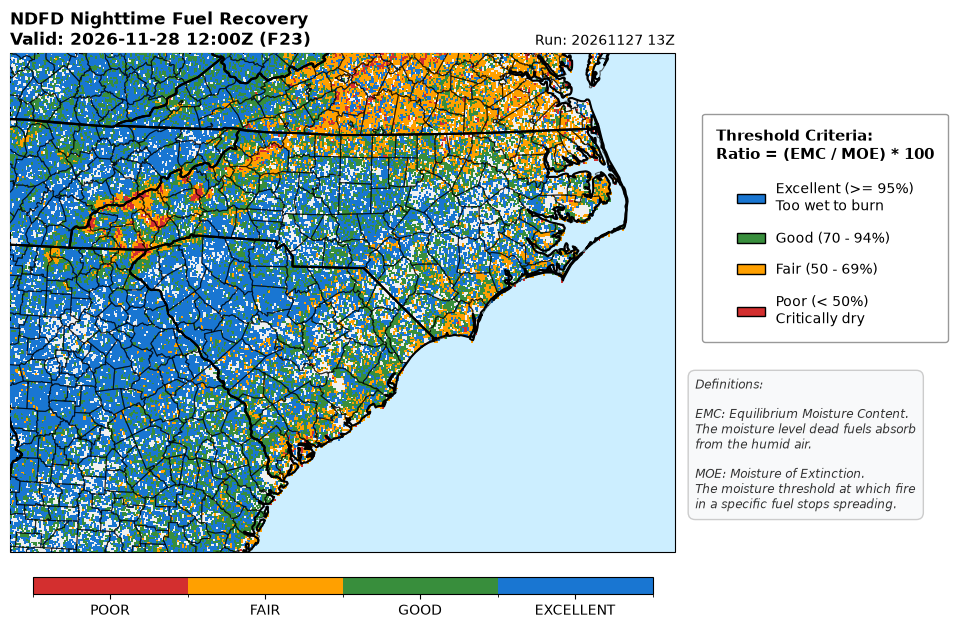 NDFD Nighttime Fuel Recovery
Valid: 2026-11-28 12:00Z (F23)
Run: 20261127 13Z
Threshold Criteria:
Ratio = (EMC / MOE) * 100
Excellent (>= 95%)
Too wet to burn
Good (70 - 94%)
Fair (50 - 69%)
Poor (< 50%)
Critically dry
Definitions:
EMC: Equilibrium Moisture Content.
The moisture level dead fuels absorb
from the humid air.
MOE: Moisture of Extinction.
The moisture threshold at which fire
in a specific fuel stops spreading.
POOR
FAIR
GOOD
EXCELLENT